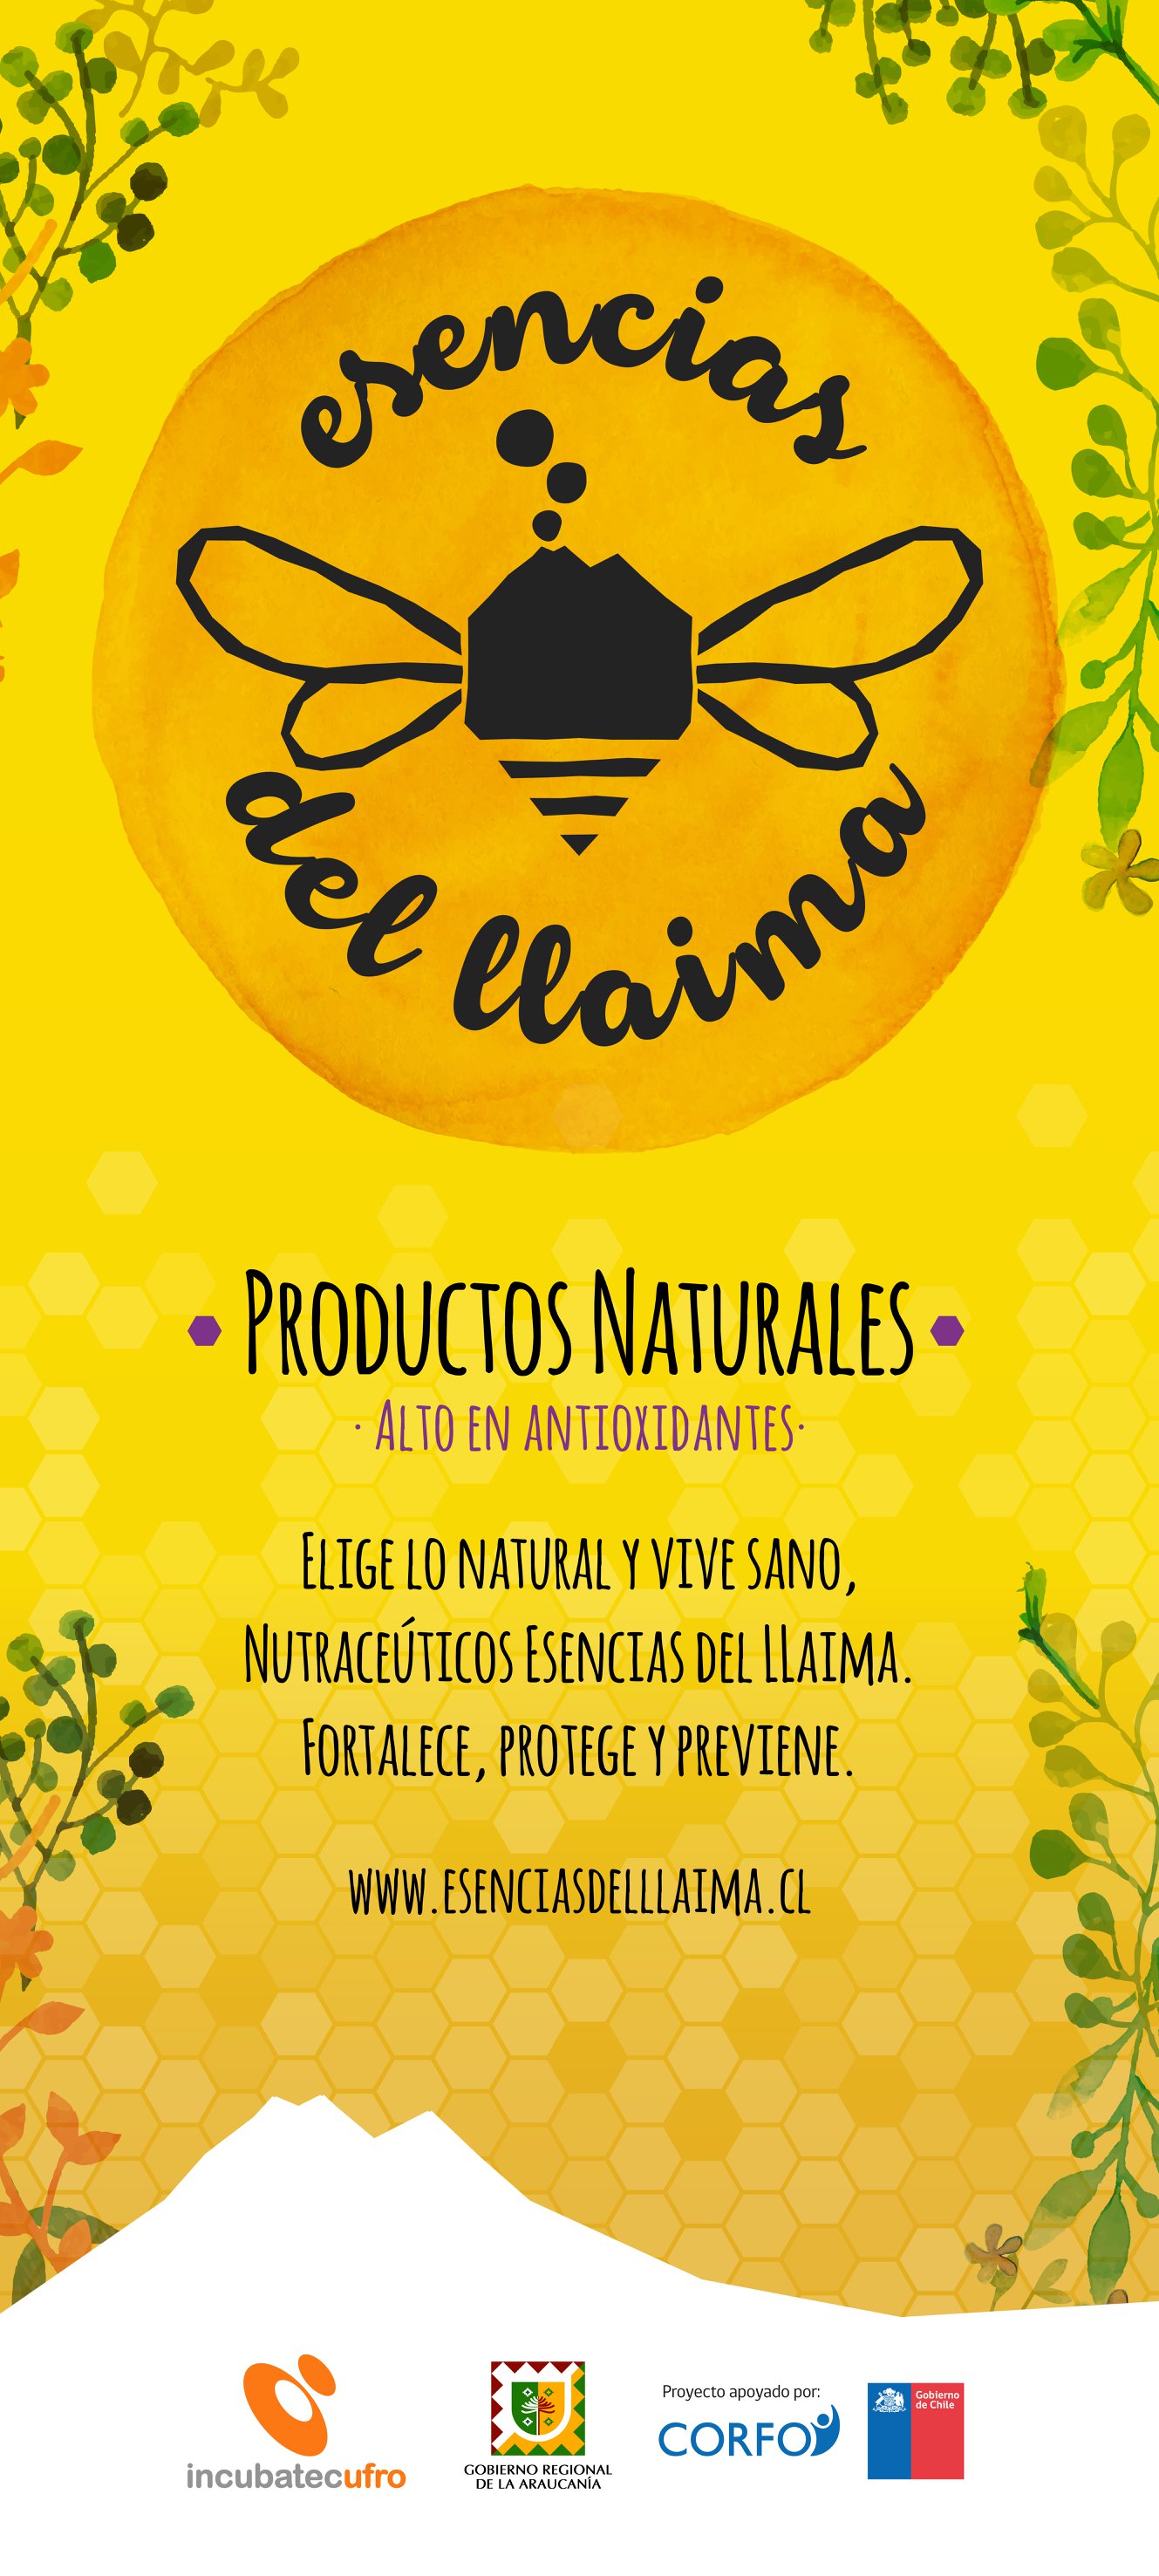 esencias
del llaima
Productos Naturales
· Alto en antioxidantes·
Elige lo natural y vive sano,
Nutraceúticos Esencias del Llaima.
Fortalece, protege y previene.
www.esenciasdelllaima.cl
incubatecufro
GOBIERNO REGIONAL
DE LA ARAUCANÍA
Proyecto apoyado por:
CORFO
Gobierno
de Chile